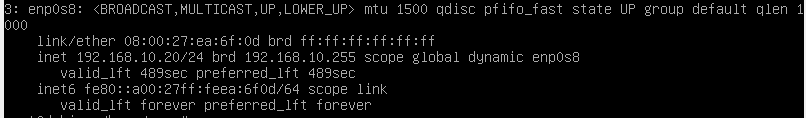 3: enp0s8: <BROADCAST,MULTICAST,UP,LOWER_UP> mtu 1500 qdisc pfifo_fast state UP group default qlen 1
000
    link/ether 08:00:27:ea:6f:0d brd ff:ff:ff:ff:ff:ff
    inet 192.168.10.20/24 brd 192.168.10.255 scope global dynamic enp0s8
       valid_lft 489sec preferred_lft 489sec
    inet6 fe80::a00:27ff:feea:6f0d/64 scope link
       valid_lft forever preferred_lft forever